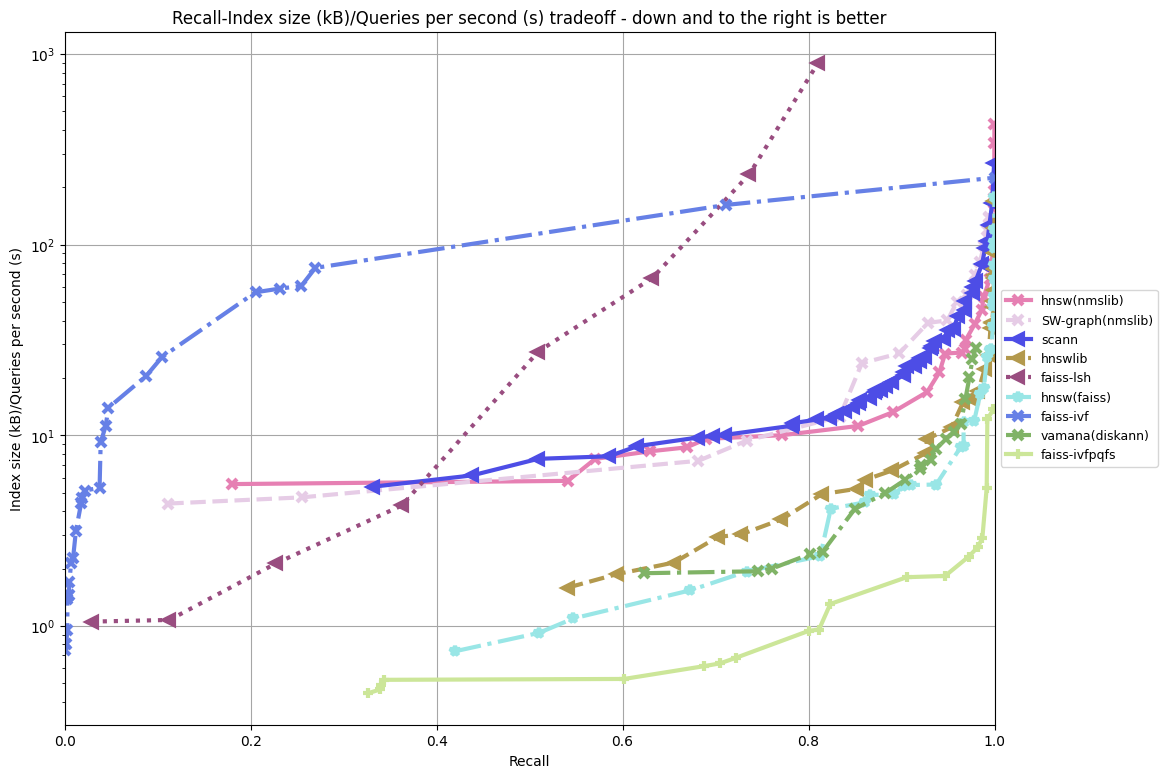 Recall-Index size (kB)/Queries per second (s) tradeoff - down and to the right is better
Index size (kB)/Queries per second (s)
10³
10²
10¹
10⁰
0.0 0.2 0.4 0.6 0.8 1.0
Recall
hnsw(nmslib)
SW-graph(nmslib)
scann
hnswlib
faiss-lsh
hnsw(faiss)
faiss-ivf
vamana(diskann)
faiss-ivfpqfs